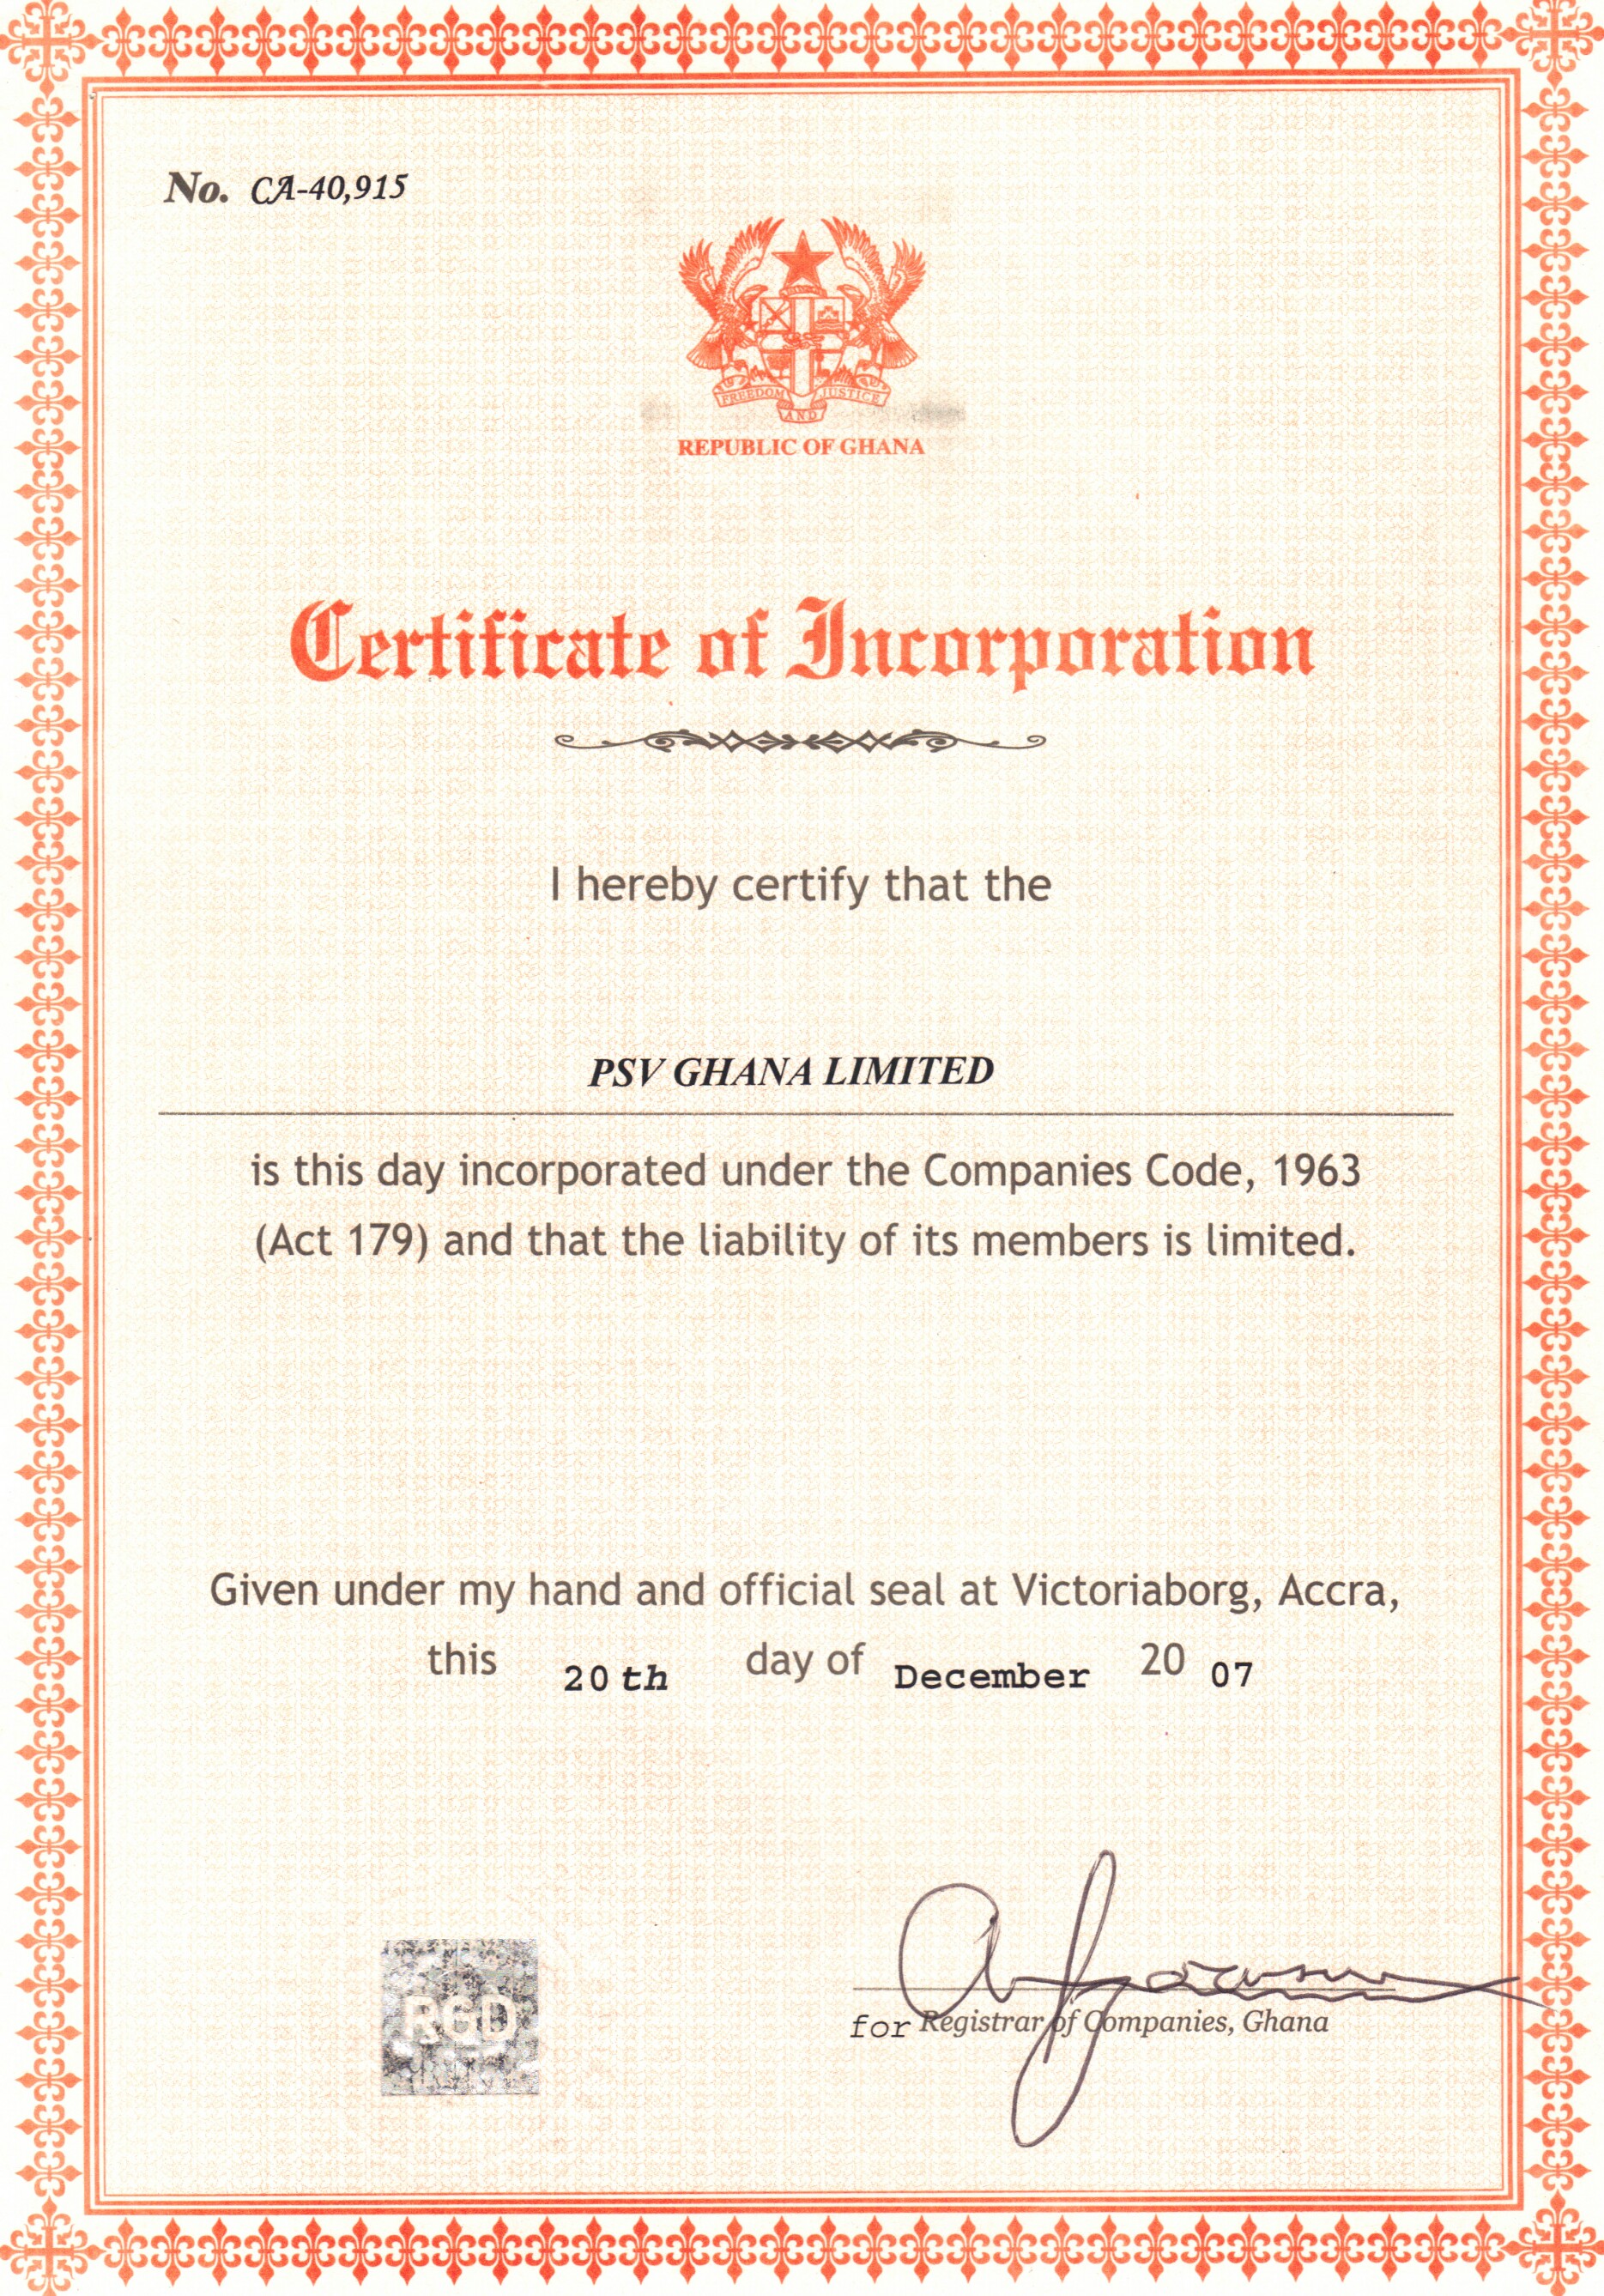 No. CA-40,915
FREEDOM AND JUSTICE
REPUBLIC OF GHANA
Certificate of Incorporation
I hereby certify that the
PSV GHANA LIMITED
is this day incorporated under the Companies Code, 1963
(Act 179) and that the liability of its members is limited.
Given under my hand and official seal at Victoriaborg, Accra,
this 20th day of December 20 07
RGD
for Registrar of Companies, Ghana